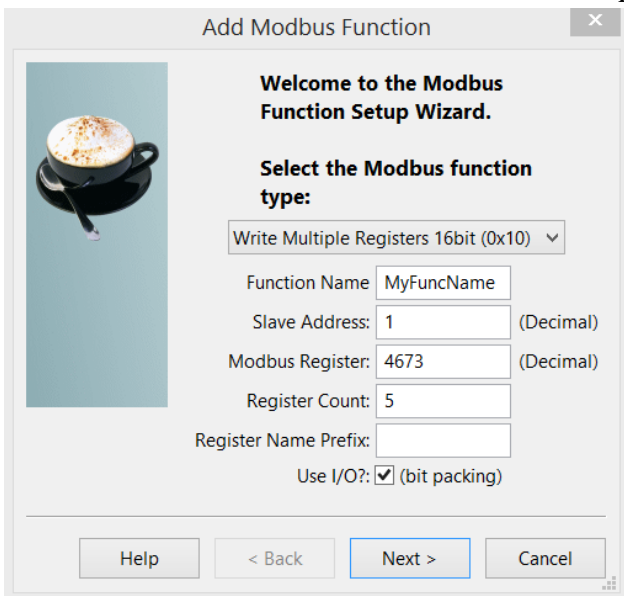 Add Modbus Function
Welcome to the Modbus
Function Setup Wizard.
Select the Modbus function
type:
Write Multiple Registers 16bit (0x10)
Function Name MyFuncName
Slave Address: 1 (Decimal)
Modbus Register: 4673 (Decimal)
Register Count: 5
Register Name Prefix:
Use I/O?: (bit packing)
Help < Back Next > Cancel